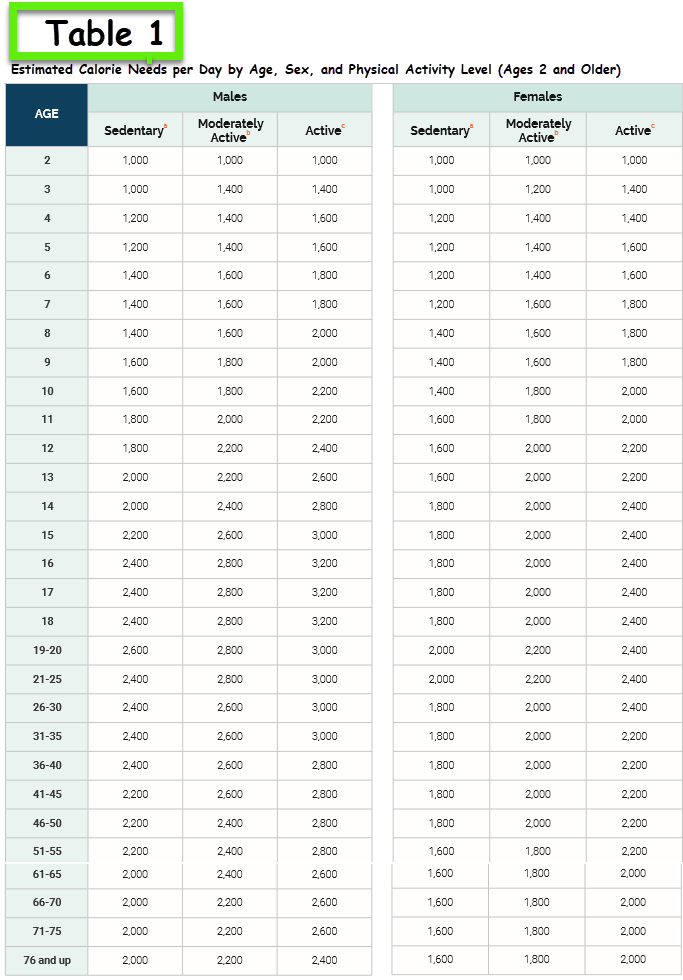 Table 1
Estimated Calorie Needs per Day by Age, Sex, and Physical Activity Level (Ages 2 and Older)
AGE Males Females
Sedentary^a Moderately Active^b Active^c Sedentary^a Moderately Active^b Active^c
2 1,000 1,000 1,000 1,000 1,000 1,000
3 1,000 1,400 1,400 1,000 1,200 1,400
4 1,200 1,400 1,600 1,200 1,400 1,400
5 1,200 1,400 1,600 1,200 1,400 1,600
6 1,400 1,600 1,800 1,200 1,400 1,600
7 1,400 1,600 1,800 1,200 1,600 1,800
8 1,400 1,600 2,000 1,400 1,600 1,800
9 1,600 1,800 2,000 1,400 1,600 1,800
10 1,600 1,800 2,200 1,400 1,800 2,000
11 1,800 2,000 2,200 1,600 1,800 2,000
12 1,800 2,200 2,400 1,600 2,000 2,200
13 2,000 2,200 2,600 1,600 2,000 2,200
14 2,000 2,400 2,800 1,800 2,000 2,400
15 2,200 2,600 3,000 1,800 2,000 2,400
16 2,400 2,800 3,200 1,800 2,000 2,400
17 2,400 2,800 3,200 1,800 2,000 2,400
18 2,400 2,800 3,200 1,800 2,000 2,400
19-20 2,600 2,800 3,000 2,000 2,200 2,400
21-25 2,400 2,800 3,000 2,000 2,200 2,400
26-30 2,400 2,600 3,000 1,800 2,000 2,400
31-35 2,400 2,600 3,000 1,800 2,000 2,200
36-40 2,400 2,600 2,800 1,800 2,000 2,200
41-45 2,200 2,600 2,800 1,800 2,000 2,200
46-50 2,200 2,400 2,800 1,800 2,000 2,200
51-55 2,200 2,400 2,800 1,600 1,800 2,200
61-65 2,000 2,400 2,600 1,600 1,800 2,000
66-70 2,000 2,200 2,600 1,600 1,800 2,000
71-75 2,000 2,200 2,600 1,600 1,800 2,000
76 and up 2,000 2,200 2,400 1,600 1,800 2,000